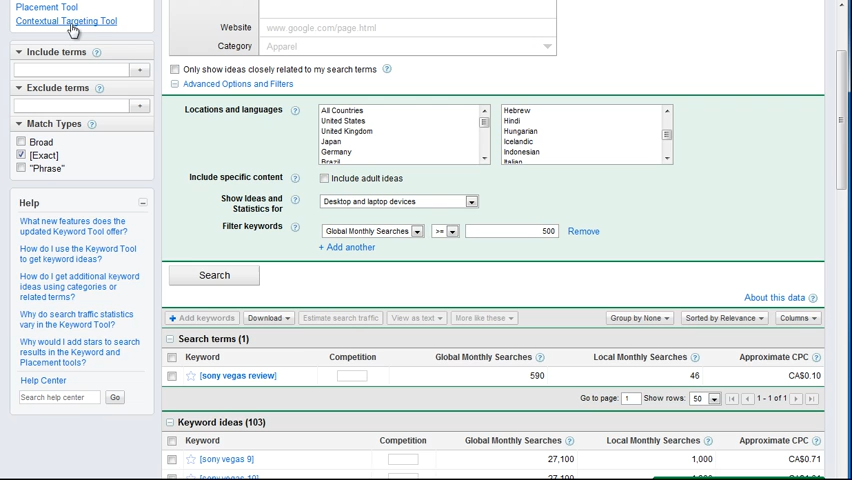 Placement Tool
Contextual Targeting Tool
Include terms ?
+
Exclude terms ?
+
Match Types ?
Broad
[Exact]
"Phrase"
Help
What new features does the
updated Keyword Tool offer?
How do I use the Keyword Tool
to get keyword ideas?
How do I get additional keyword
ideas using categories or
related terms?
Why do search traffic statistics
vary in the Keyword Tool?
Why would I add stars to search
results in the Keyword and
Placement tools?
Help Center
Search help center Go
Website www.google.com/page.html
Category Apparel
Only show ideas closely related to my search terms ?
Advanced Options and Filters
Locations and languages ? All Countries Hebrew
United States Hindi
United Kingdom Hungarian
Japan Icelandic
Germany Indonesian
Brazil Italian
Include specific content ? Include adult ideas
Show Ideas and ? Desktop and laptop devices
Statistics for
Filter keywords ? Global Monthly Searches >= 500 Remove
+ Add another
Search
About this data ?
+ Add keywords Download Estimate search traffic View as text More like these Group by None Sorted by Relevance Columns
Search terms (1)
Keyword Competition Global Monthly Searches ? Local Monthly Searches ? Approximate CPC ?
[sony vegas review] 590 46 CA$0.10
Go to page: 1 Show rows: 50 1 - 1 of 1
Keyword ideas (103)
Keyword Competition Global Monthly Searches ? Local Monthly Searches ? Approximate CPC ?
[sony vegas 9] 27,100 1,000 CA$0.71
[sony vegas 10] 27,100